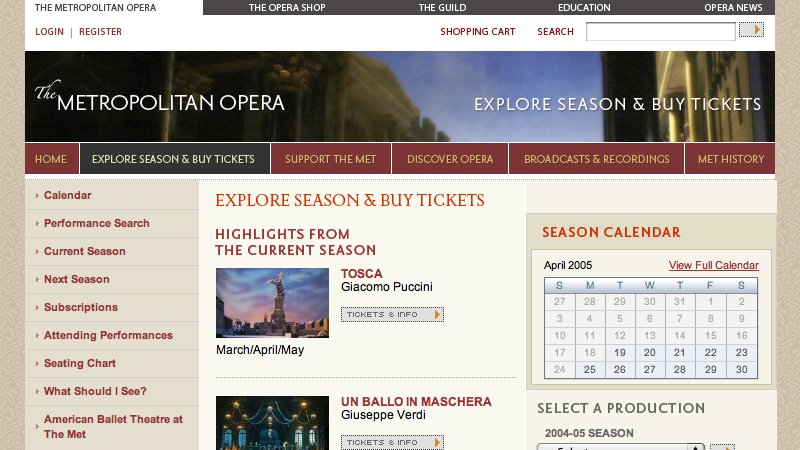 THE METROPOLITAN OPERA
THE OPERA SHOP
THE GUILD
EDUCATION
OPERA NEWS
LOGIN | REGISTER
SHOPPING CART
SEARCH
The METROPOLITAN OPERA
EXPLORE SEASON & BUY TICKETS
HOME
EXPLORE SEASON & BUY TICKETS
SUPPORT THE MET
DISCOVER OPERA
BROADCASTS & RECORDINGS
MET HISTORY
Calendar
Performance Search
Current Season
Next Season
Subscriptions
Attending Performances
Seating Chart
What Should I See?
American Ballet Theatre at
The Met
EXPLORE SEASON & BUY TICKETS
HIGHLIGHTS FROM
THE CURRENT SEASON
TOSCA
Giacomo Puccini
TICKETS & INFO
March/April/May
UN BALLO IN MASCHERA
Giuseppe Verdi
TICKETS & INFO
SEASON CALENDAR
April 2005 View Full Calendar
S M T W T F S
27 28 29 30 31 1 2
3 4 5 6 7 8 9
10 11 12 13 14 15 16
17 18 19 20 21 22 23
24 25 26 27 28 29 30
SELECT A PRODUCTION
2004-05 SEASON